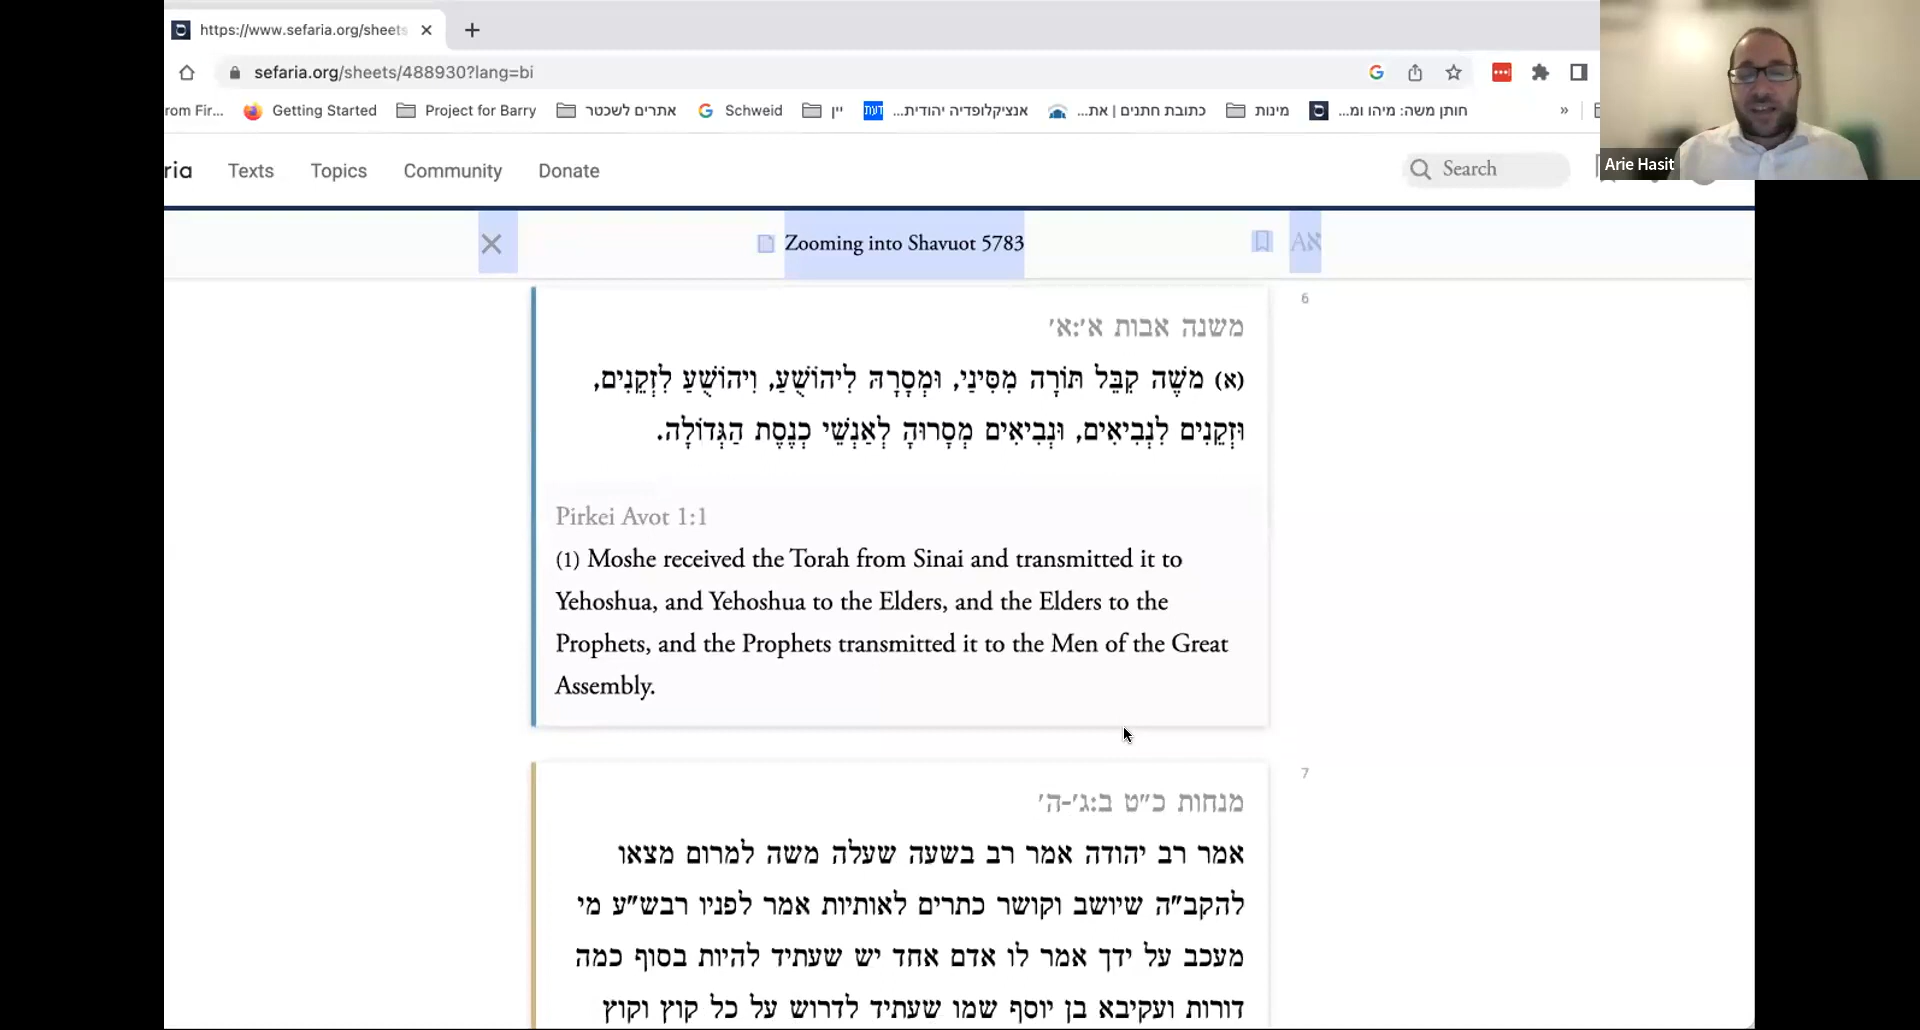 https://www.sefaria.org/sheets
sefaria.org/sheets/488930?lang=bi
rom Fir... Getting Started Project for Barry אתרים לשכטר Schweid יין דעת אנציקלופדיה יהודית... כתובת חתנים | את... מינות חותן משה: מיהו ומ... »
ria Texts Topics Community Donate Search
Arie Hasit
Zooming into Shavuot 5783 Aא
6
משנה אבות א׳:א׳
(א) מֹשֶׁה קִבֵּל תּוֹרָה מִסִּינַי, וּמְסָרָהּ לִיהוֹשֻׁעַ, וִיהוֹשֻׁעַ לִזְקֵנִים,
וּזְקֵנִים לִנְבִיאִים, וּנְבִיאִים מְסָרוּהָ לְאַנְשֵׁי כְנֶסֶת הַגְּדוֹלָה.
Pirkei Avot 1:1
(1) Moshe received the Torah from Sinai and transmitted it to
Yehoshua, and Yehoshua to the Elders, and the Elders to the
Prophets, and the Prophets transmitted it to the Men of the Great
Assembly.
7
מנחות כ״ט ב:ג׳-ה׳
אמר רב יהודה אמר רב בשעה שעלה משה למרום מצאו
להקב"ה שיושב וקושר כתרים לאותיות אמר לפניו רבש"ע מי
מעכב על ידך אמר לו אדם אחד יש שעתיד להיות בסוף כמה
דורות ועקיבא בן יוסף שמו שעתיד לדרוש על כל קוץ וקוץ